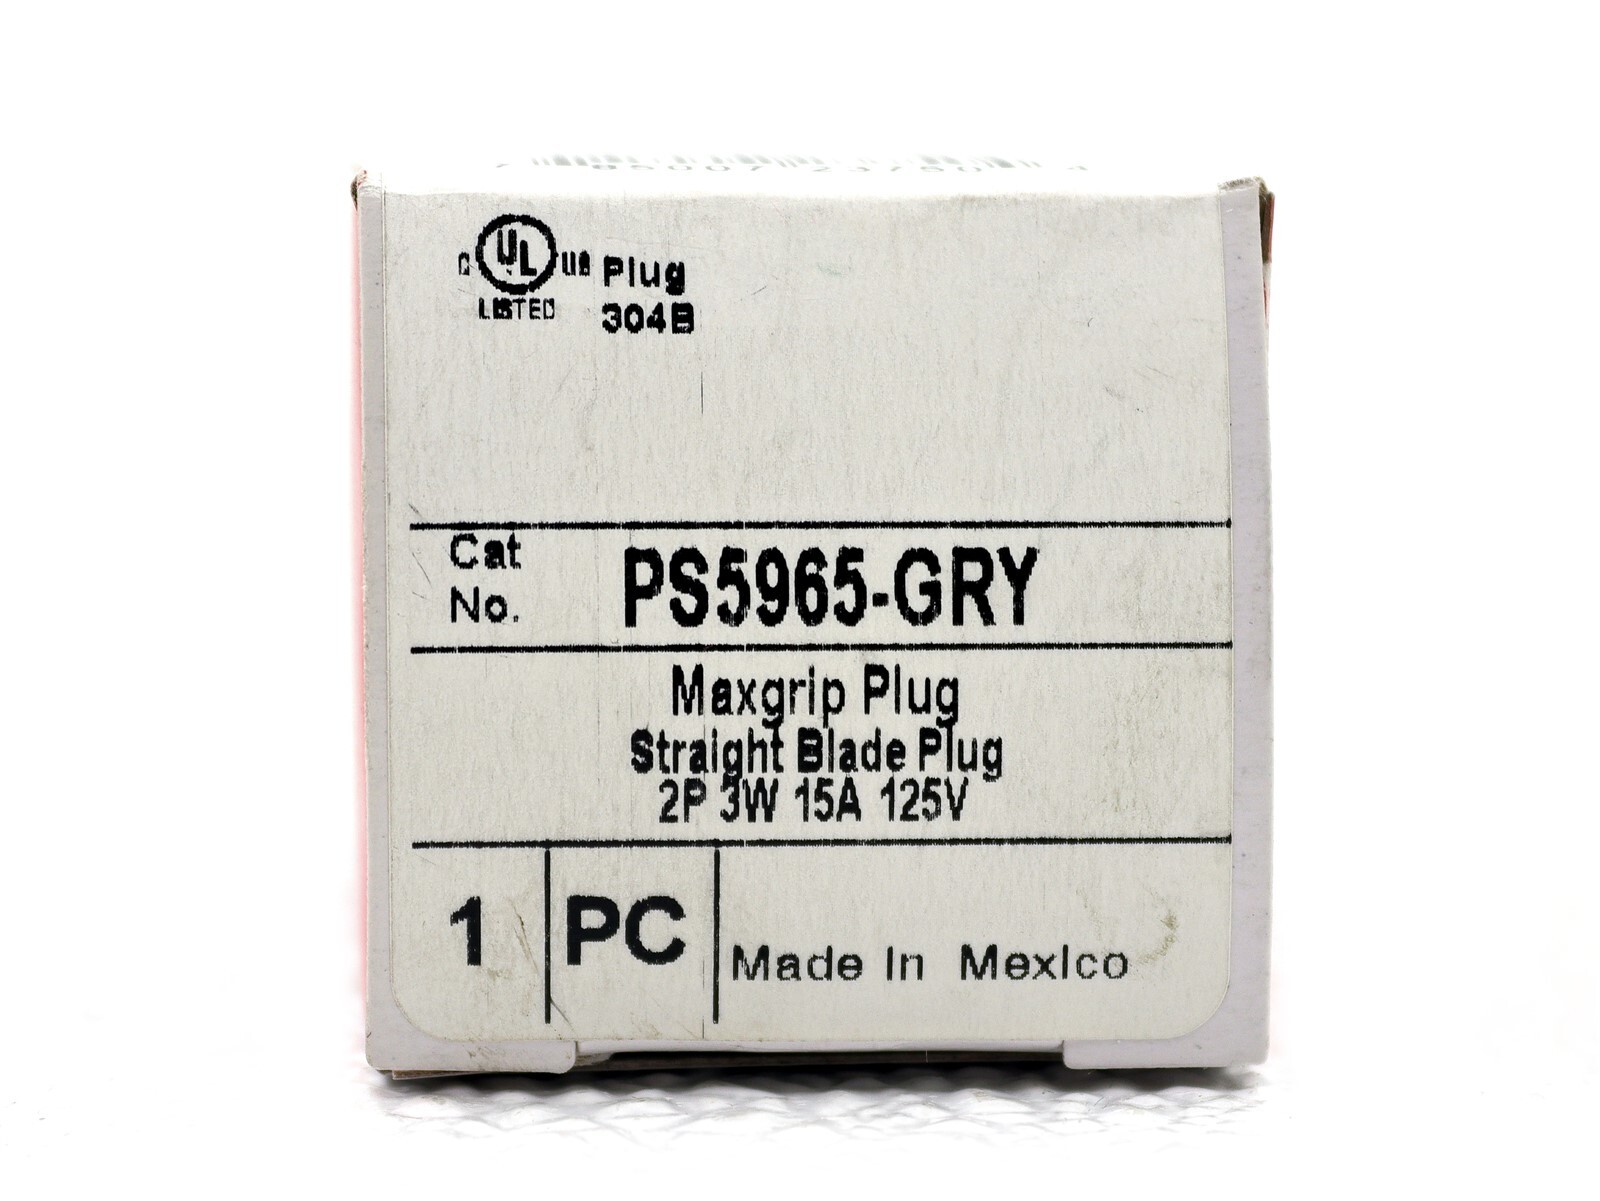 C UL US Plug
LISTED 304B
Cat No. PS5965-GRY
Maxgrip Plug
Straight Blade Plug
2P 3W 15A 125V
1 PC Made In Mexico